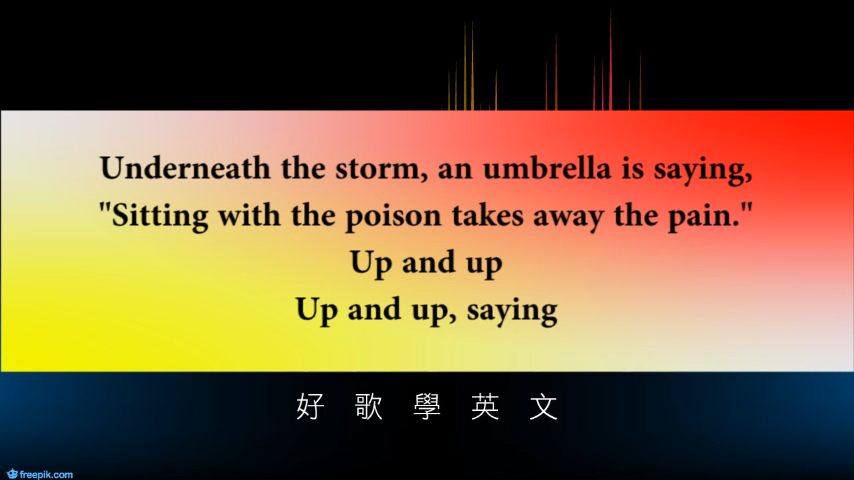 Underneath the storm, an umbrella is saying,
"Sitting with the poison takes away the pain."
Up and up
Up and up, saying
好 歌 學 英 文
freepik.com